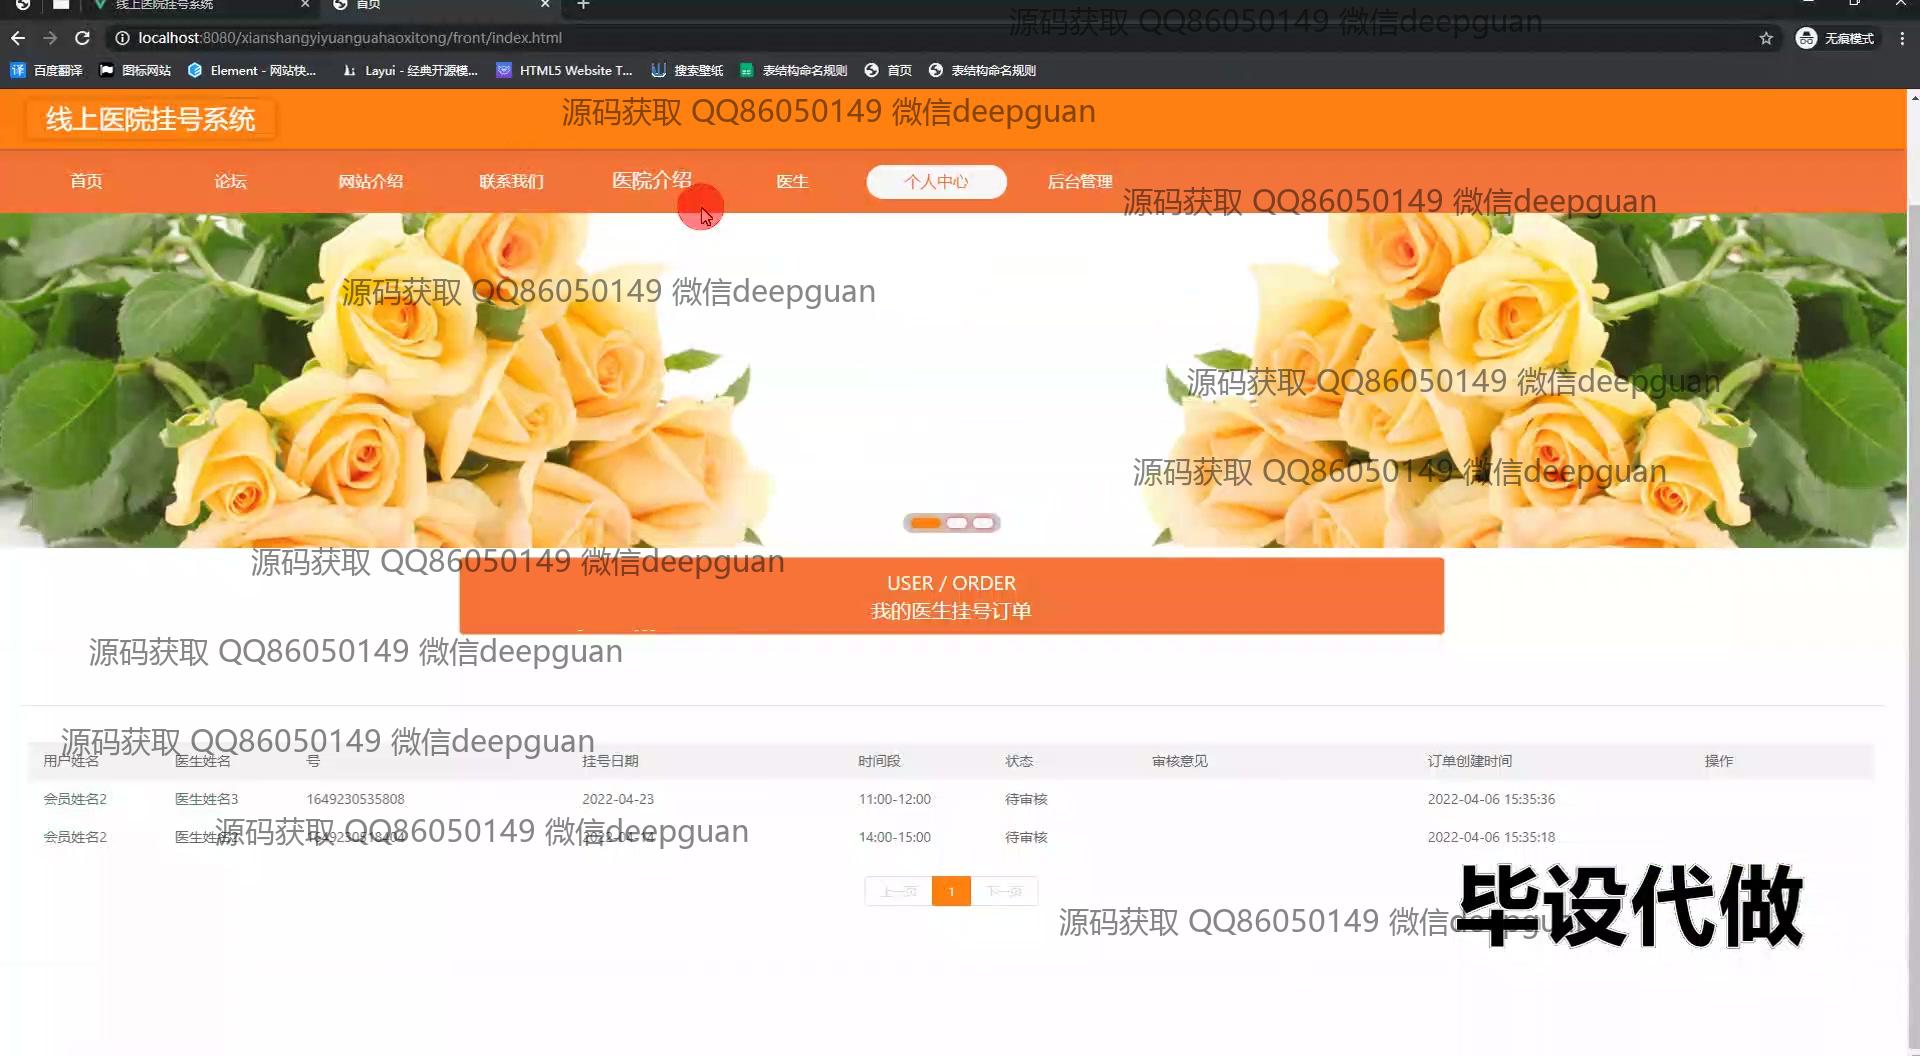 线上医院挂号系统
首页
源码获取 QQ86050149 微信deepguan
localhost:8080/xianshangyiyuanguahaoxitong/front/index.html
无痕模式
百度翻译 图标网站 Element - 网站快... Layui - 经典开源模... HTML5 Website T... 搜索壁纸 表结构命名规则 首页 表结构命名规则
线上医院挂号系统
源码获取 QQ86050149 微信deepguan
首页 论坛 网站介绍 联系我们 医院介绍 医生 个人中心 后台管理
源码获取 QQ86050149 微信deepguan
源码获取 QQ86050149 微信deepguan
源码获取 QQ86050149 微信deepguan
源码获取 QQ86050149 微信deepguan
源码获取 QQ86050149 微信deepguan
USER / ORDER
我的医生挂号订单
源码获取 QQ86050149 微信deepguan
源码获取 QQ86050149 微信deepguan
用户姓名 医生姓名 号 挂号日期 时间段 状态 审核意见 订单创建时间 操作
会员姓名2 医生姓名3 1649230535808 2022-04-23 11:00-12:00 待审核 2022-04-06 15:35:36
源码获取 QQ86050149 微信deepguan
会员姓名2 医生姓名 14:00-15:00 待审核 2022-04-06 15:35:18
上一页 1 下一页
源码获取 QQ86050149 微信
毕设代做